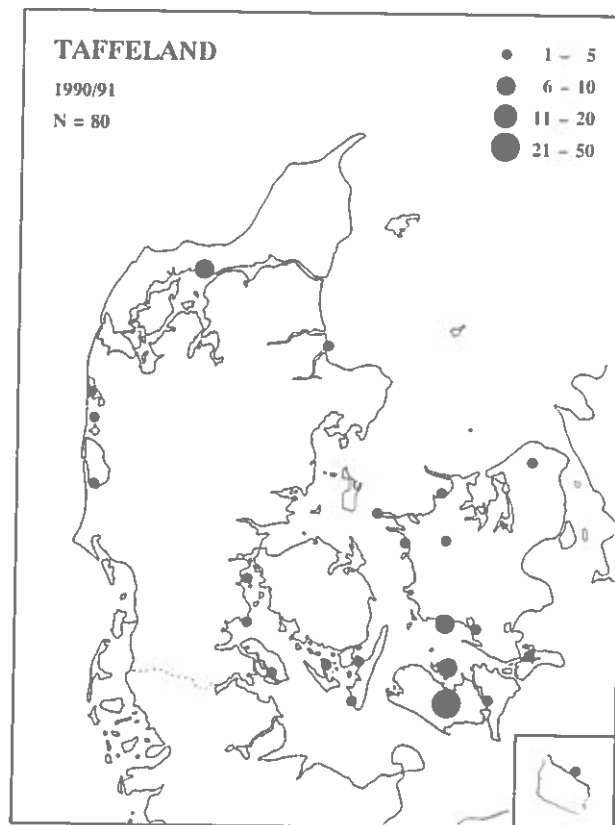 TAFFELAND
1990/91
N = 80
1 – 5
6 – 10
11 – 20
21 – 50